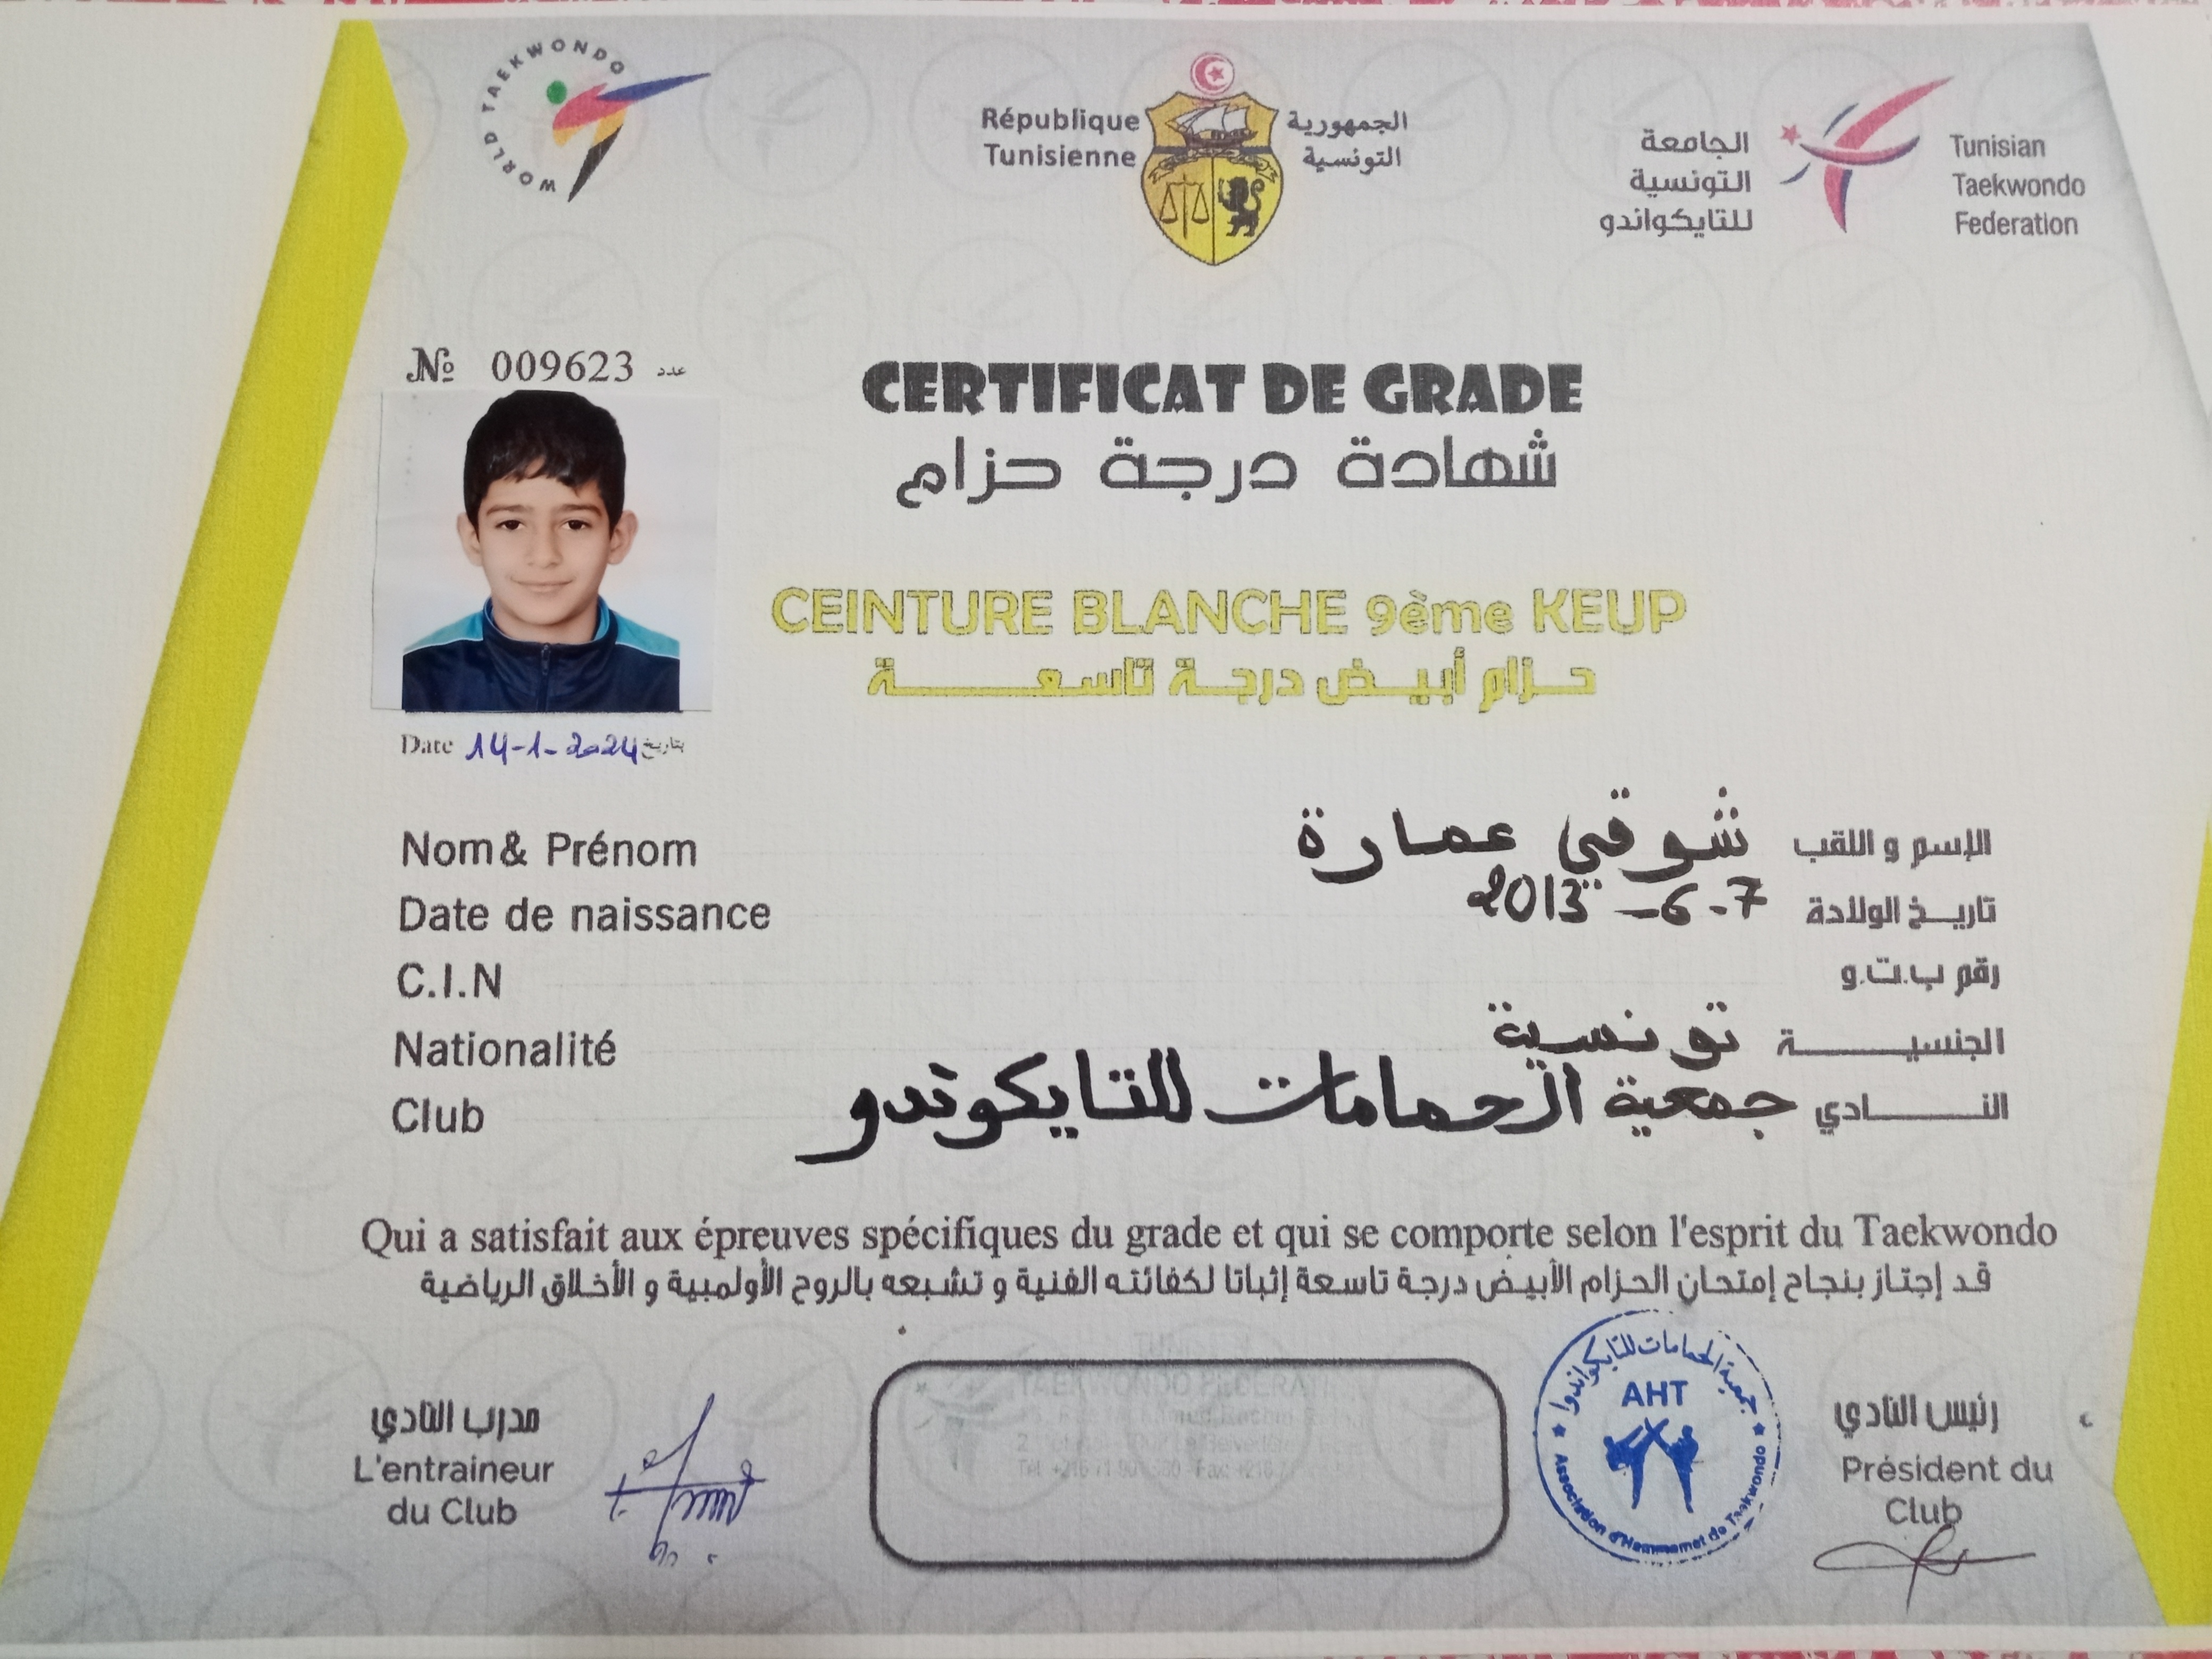 WORLD TAEKWONDO
République
Tunisienne
الجمهورية
التونسية
الجامعة
التونسية
للتايكواندو
Tunisian
Taekwondo
Federation
№ 009623 عدد
CERTIFICAT DE GRADE
شهادة درجة حزام
CEINTURE BLANCHE 9ème KEUP
حزام أبيض درجة تاسعة
Date 14-1-2024 بتاريخ
Nom& Prénom شوقي عمارة الإسم و اللقب
Date de naissance 2013-6-7 تاريخ الولادة
C.I.N رقم ب.ت.و
Nationalité تونسية الجنسية
Club جمعية الحمامات للتايكوندو النادي
Qui a satisfait aux épreuves spécifiques du grade et qui se comporte selon l'esprit du Taekwondo
قد إجتاز بنجاح إمتحان الحزام الأبيض درجة تاسعة إثباتا لكفائته الفنية و تشبعه بالروح الأولمبية و الأخلاق الرياضية
مدرب النادي
L'entraineur
du Club
TAEKWONDO FEDERATI
جمعية الحمامات للتايكواندوا
AHT
Association d'Hammamet de Taekwondo
رئيس النادي
Président du
Club